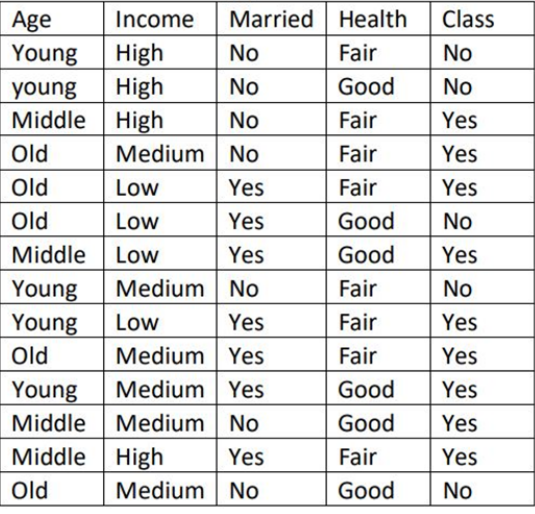 Age Income Married Health Class
Young High No Fair No
young High No Good No
Middle High No Fair Yes
Old Medium No Fair Yes
Old Low Yes Fair Yes
Old Low Yes Good No
Middle Low Yes Good Yes
Young Medium No Fair No
Young Low Yes Fair Yes
Old Medium Yes Fair Yes
Young Medium Yes Good Yes
Middle Medium No Good Yes
Middle High Yes Fair Yes
Old Medium No Good No